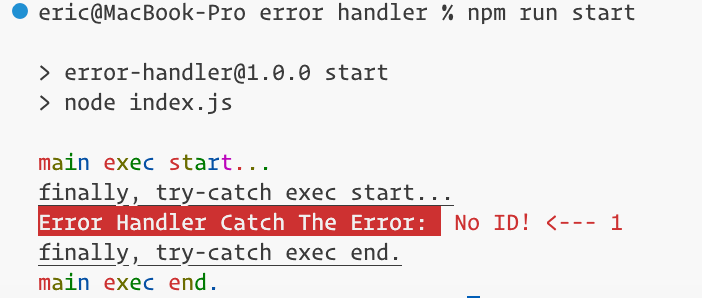 eric@MacBook-Pro error handler % npm run start
> error-handler@1.0.0 start
> node index.js
main exec start...
finally, try-catch exec start...
Error Handler Catch The Error: No ID! <--- 1
finally, try-catch exec end.
main exec end.